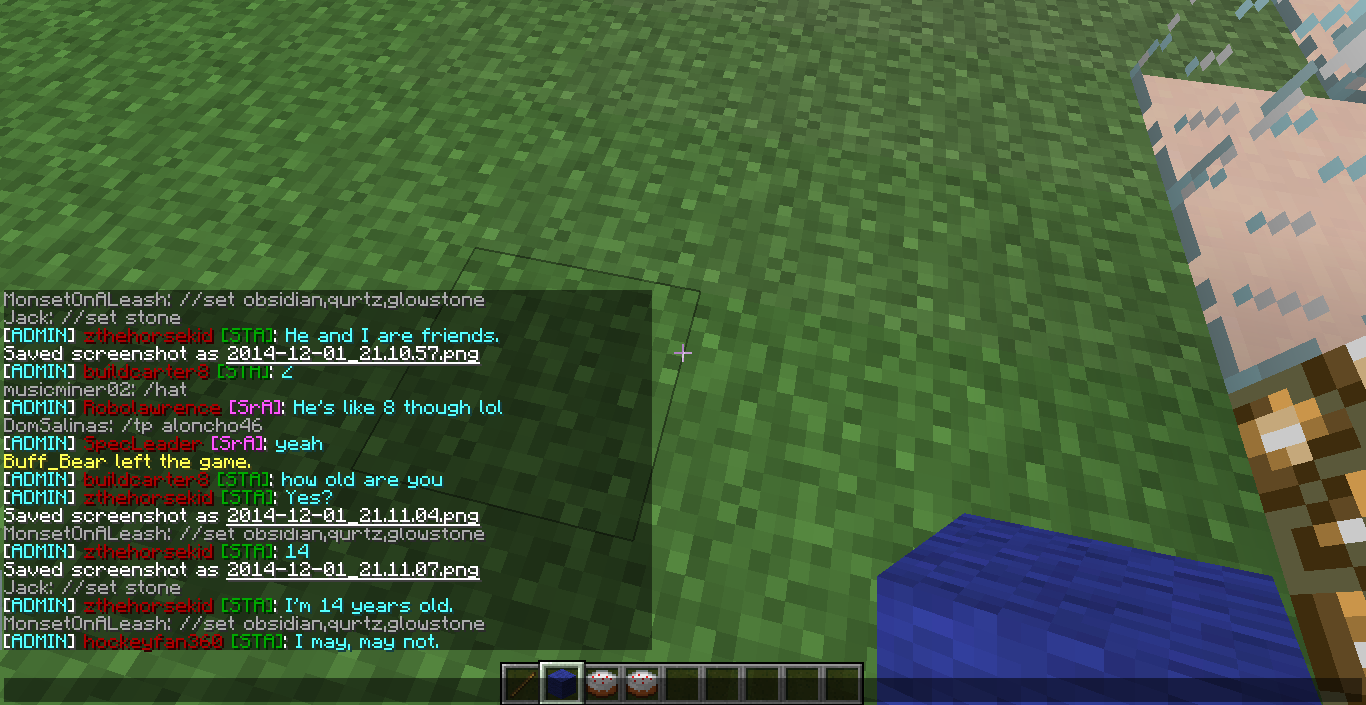 MonsetOnALeash: //set obsidian,qurtz,glowstone
Jack: //set stone
[ADMIN] zthehorsekid [STA]: He and I are friends.
Saved screenshot as 2014-12-01_21.10.57.png
[ADMIN] buildcarter8 [STA]: Z
musicminer02: /hat
[ADMIN] Robolawrence [SrA]: He's like 8 though lol
DomSalinas: /tp aloncho46
[ADMIN] SpecLeader [SrA]: yeah
Buff_Bear left the game.
[ADMIN] buildcarter8 [STA]: how old are you
[ADMIN] zthehorsekid [STA]: Yes?
Saved screenshot as 2014-12-01_21.11.04.png
MonsetOnALeash: //set obsidian,qurtz,glowstone
[ADMIN] zthehorsekid [STA]: 14
Saved screenshot as 2014-12-01_21.11.07.png
Jack: //set stone
[ADMIN] zthehorsekid [STA]: I'm 14 years old.
MonsetOnALeash: //set obsidian,qurtz,glowstone
[ADMIN] hockeyfan360 [STA]: I may, may not.